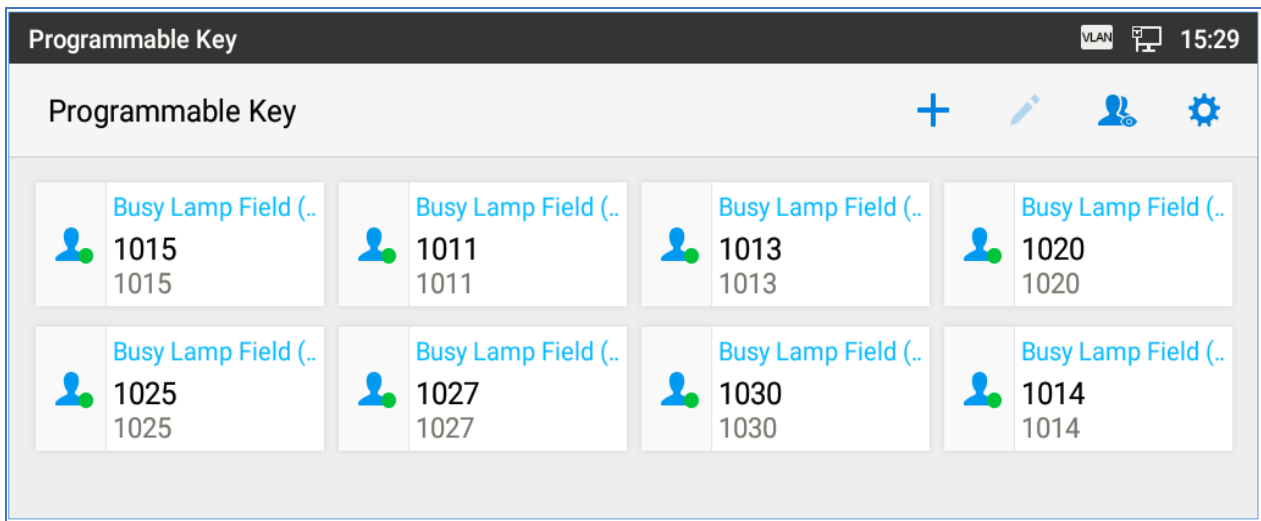 Programmable Key
VLAN 15:29
Programmable Key
Busy Lamp Field (..
1015
1015
Busy Lamp Field (..
1011
1011
Busy Lamp Field (..
1013
1013
Busy Lamp Field (..
1020
1020
Busy Lamp Field (..
1025
1025
Busy Lamp Field (..
1027
1027
Busy Lamp Field (..
1030
1030
Busy Lamp Field (..
1014
1014